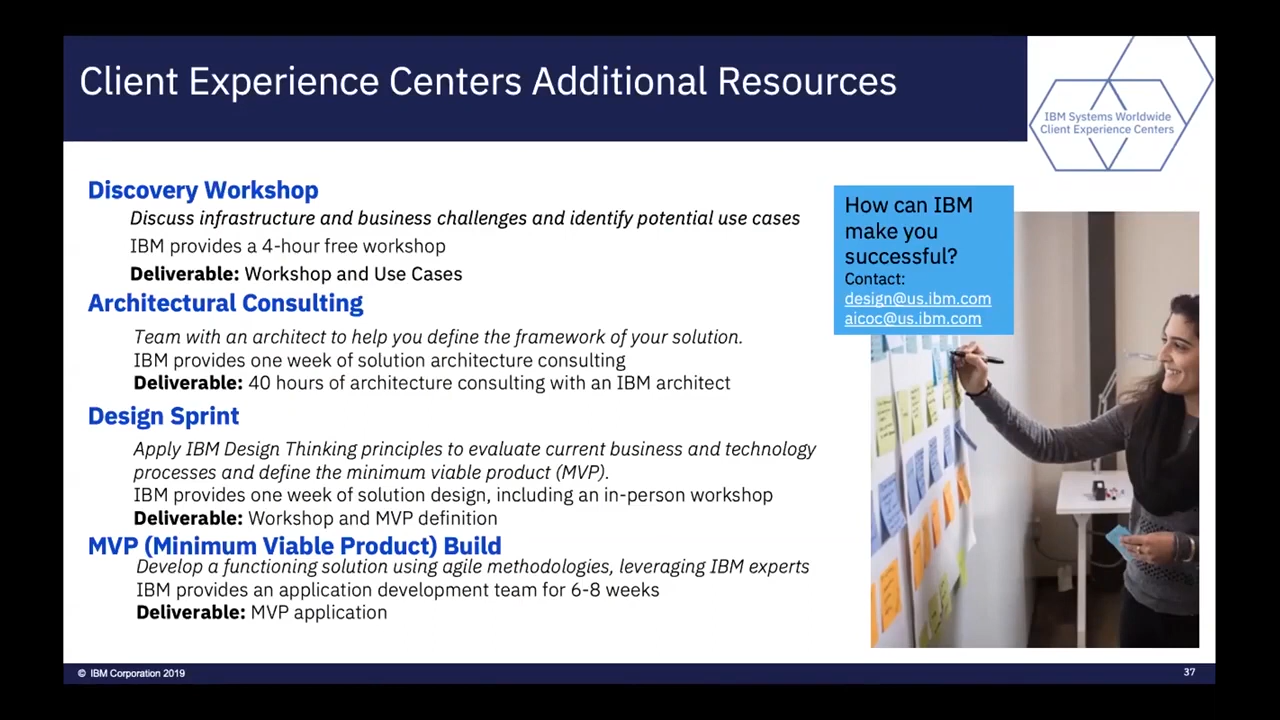 Client Experience Centers Additional Resources
IBM Systems Worldwide
Client Experience Centers
Discovery Workshop
Discuss infrastructure and business challenges and identify potential use cases
IBM provides a 4-hour free workshop
Deliverable: Workshop and Use Cases
Architectural Consulting
Team with an architect to help you define the framework of your solution.
IBM provides one week of solution architecture consulting
Deliverable: 40 hours of architecture consulting with an IBM architect
Design Sprint
Apply IBM Design Thinking principles to evaluate current business and technology
processes and define the minimum viable product (MVP).
IBM provides one week of solution design, including an in-person workshop
Deliverable: Workshop and MVP definition
MVP (Minimum Viable Product) Build
Develop a functioning solution using agile methodologies, leveraging IBM experts
IBM provides an application development team for 6-8 weeks
Deliverable: MVP application
How can IBM
make you
successful?
Contact:
design@us.ibm.com
aicoc@us.ibm.com
© IBM Corporation 2019
37